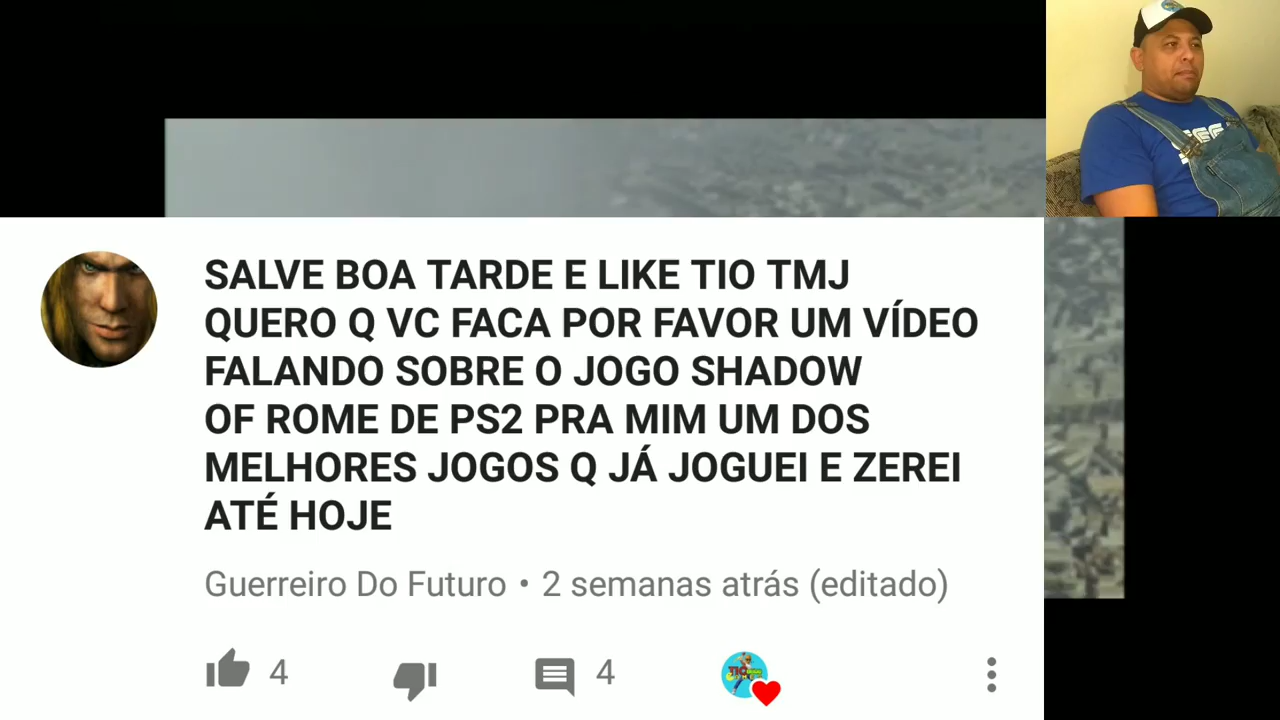 SALVE BOA TARDE E LIKE TIO TMJ
QUERO Q VC FACA POR FAVOR UM VÍDEO
FALANDO SOBRE O JOGO SHADOW
OF ROME DE PS2 PRA MIM UM DOS
MELHORES JOGOS Q JÁ JOGUEI E ZEREI
ATÉ HOJE
Guerreiro Do Futuro • 2 semanas atrás (editado)
4
4
TIO